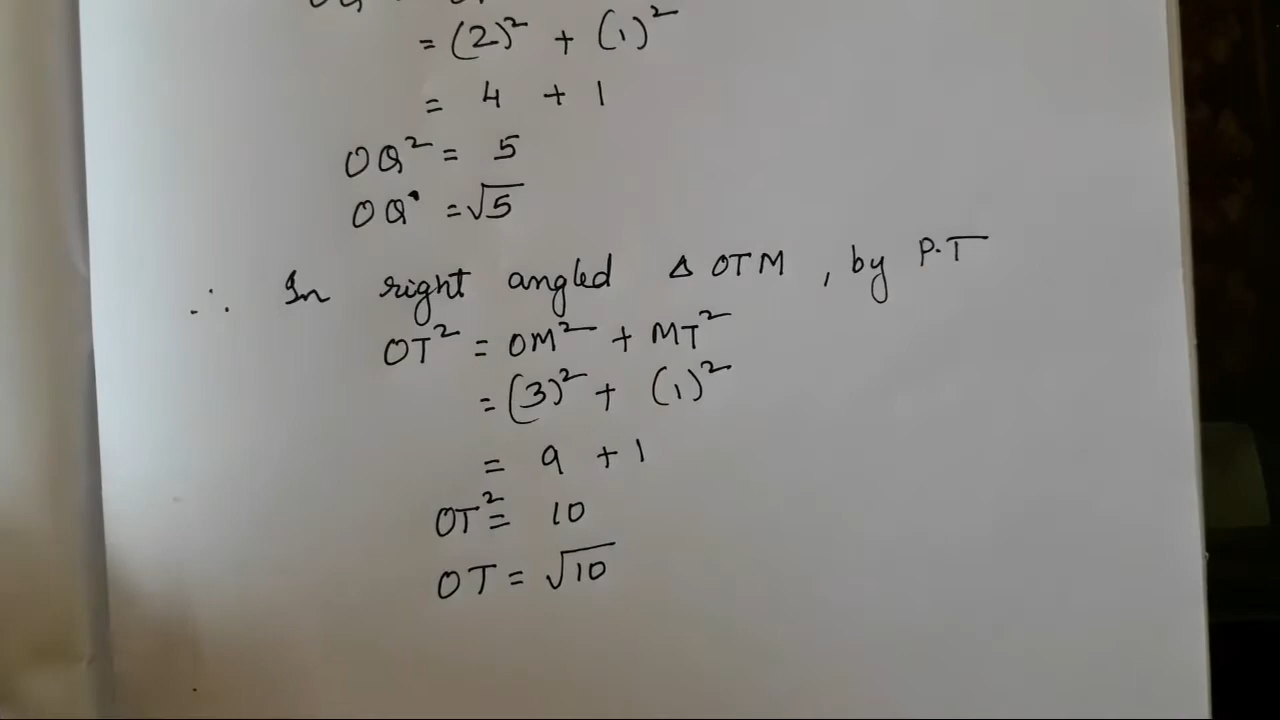 = (2)² + (1)²
= 4 + 1
OQ² = 5
OQ = √5
∴ In right angled Δ OTM , by P.T
OT² = OM² + MT²
= (3)² + (1)²
= 9 + 1
OT² = 10
OT = √10